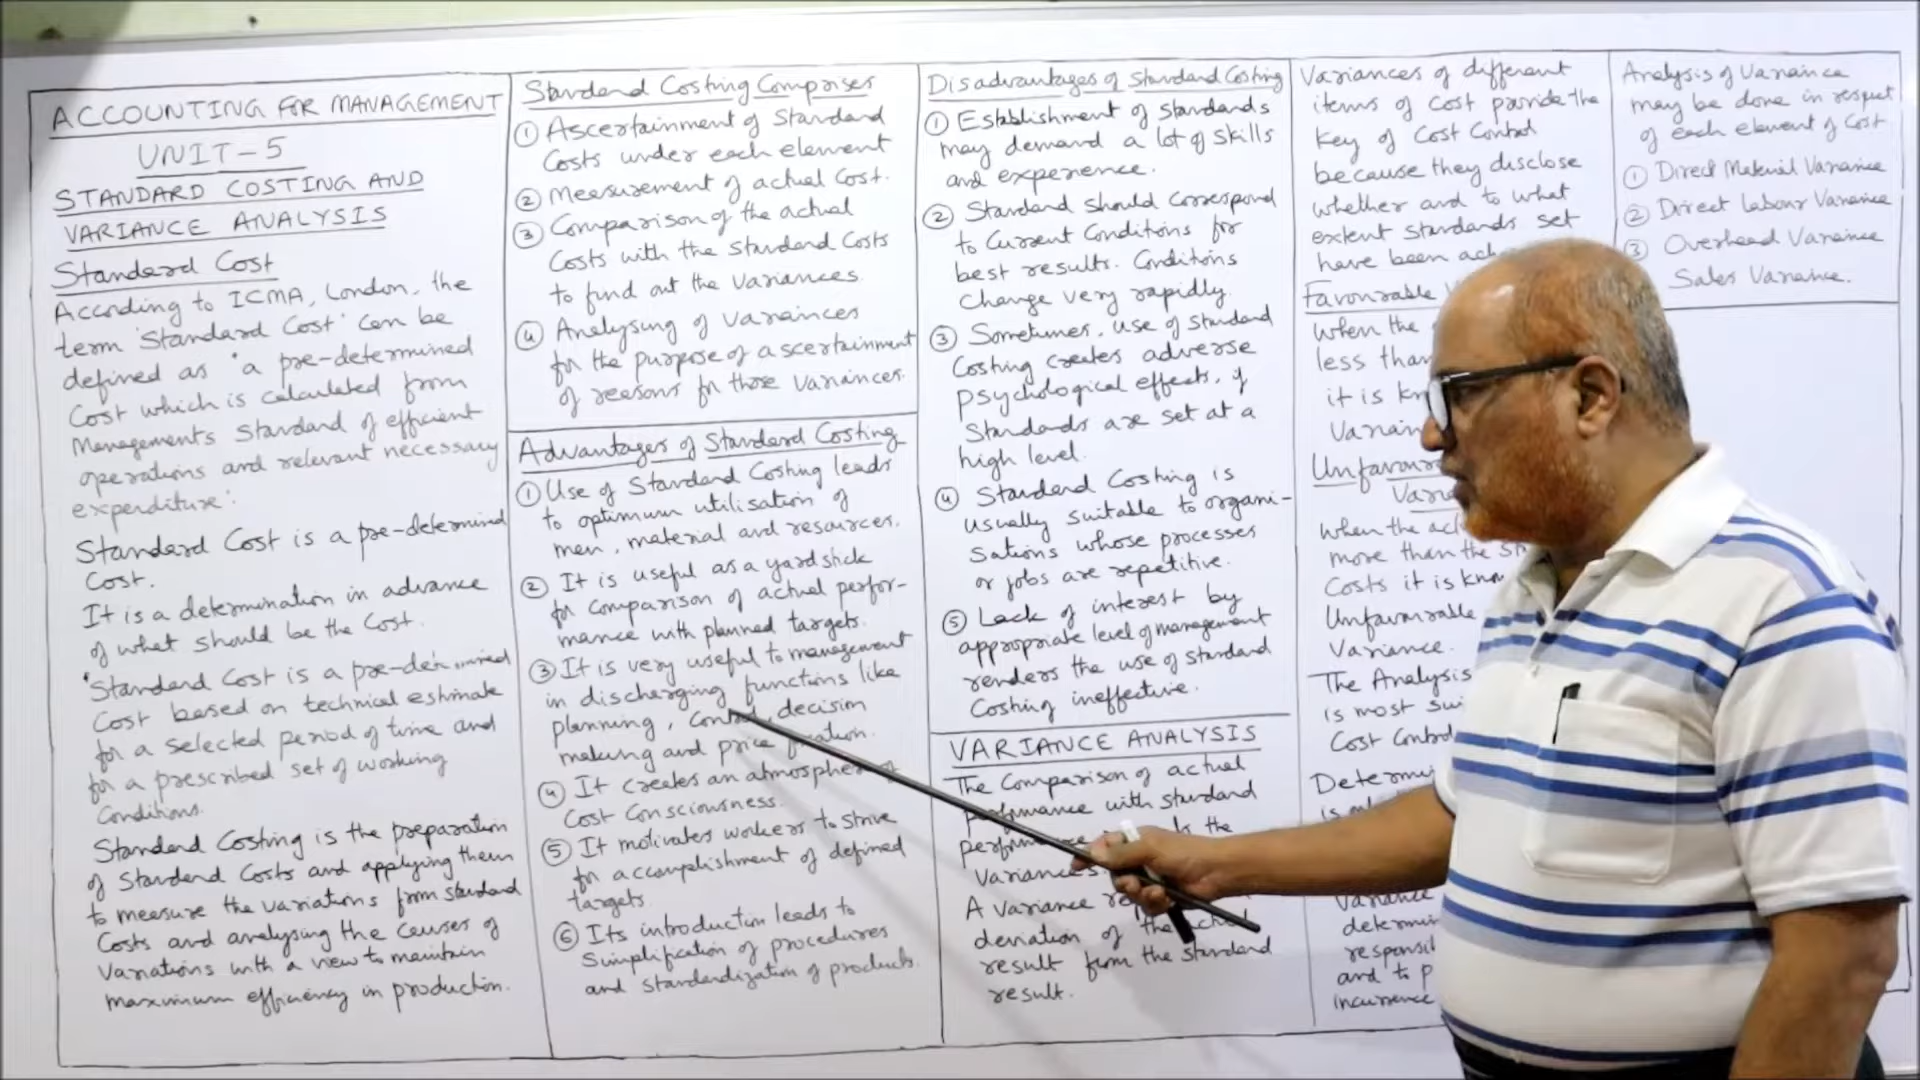 ACCOUNTING FOR MANAGEMENT
UNIT-5
STANDARD COSTING AND
VARIANCE ANALYSIS
Standard Cost
According to ICMA, London, the
term 'Standard Cost' can be
defined as "a pre-determined
Cost which is calculated from
Managements Standard of efficient
operations and relevant necessary
expenditure".
Standard Cost is a pre-determined
Cost.
It is a determination in advance
of what should be the Cost.
"Standard Cost is a pre-determined
Cost based on technical estimate
for a selected period of time and
for a prescribed set of working
Conditions.
Standard Costing is the preparation
of Standard Costs and applying them
to measure the variations from standard
Costs and analysing the causes of
variations with a view to maintain
maximum efficiency in production.
Standard Costing Comprises
① Ascertainment of Standard
Costs under each element
② Measurement of actual Cost.
③ Comparison of the actual
Costs with the Standard Costs
to find out the variances.
④ Analysing of variances
for the purpose of ascertainment
of reasons for those variances.
Advantages of Standard Costing
① Use of Standard Costing leads
to optimum utilisation of
men, material and resources.
② It is useful as a yard stick
for Comparison of actual perfor-
mance with planned targets.
③ It is very useful to management
in discharging functions like
planning, Control, decision
making and price
④ It creates an atmosphere of
Cost Consciousness.
⑤ It motivates workers to strive
for accomplishment of defined
targets
⑥ Its introduction leads to
Simplification of procedures
and standardization of products.
Disadvantages of Standard Costing
① Establishment of Standards
may demand a lot of Skills
and experience.
② Standard should correspond
to Current Conditions for
best results. Conditions
Change very rapidly.
③ Sometimes, use of Standard
Costing creates adverse
psychological effects, if
Standards are set at a
high level.
④ Standard Costing is
usually suitable to organi-
sations whose processes
or jobs are repetitive.
⑤ Lack of interest by
appropriate level of management
renders the use of standard
Costing ineffective.
VARIANCE ANALYSIS
The Comparison of actual
performance with standard
the
Variances.
A variance
deviation of the
result from the standard
result.
Variances of different
items of Cost provide the
Key of Cost Control
because they disclose
whether and to what
extent standards set
have been
Favourable
When the
less than
it is
Unfavour
When the
more than the
Costs it is
Unfavourable
Variance.
The Analysis
is most
Cost Control
is
Variance
and to
incurrence
Analysis of variance
may be done in respect
of each element of Cost
① Direct Material Variance
② Direct Labour Variance
③ Overhead Variance
Sales Variance.